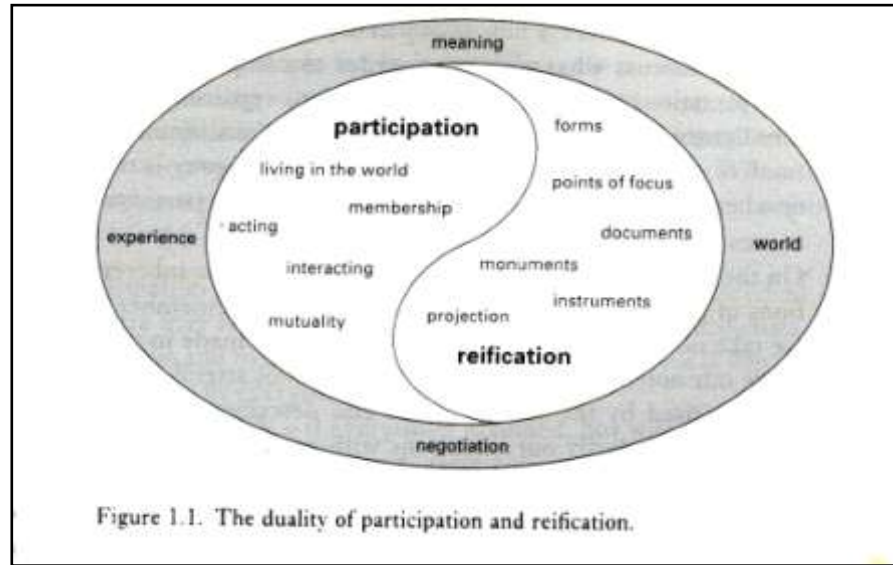 meaning
participation
forms
living in the world
points of focus
membership
acting
documents
experience
world
interacting
monuments
instruments
mutuality
projection
reification
negotiation
Figure 1.1. The duality of participation and reification.